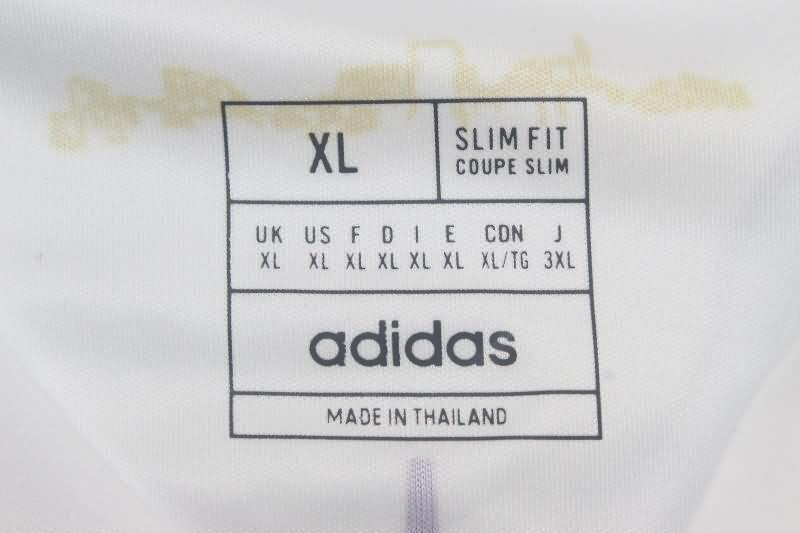 XL
SLIM FIT
COUPE SLIM
UK US F D I E CDN J
XL XL XL XL XL XL XL/TG 3XL
adidas
MADE IN THAILAND